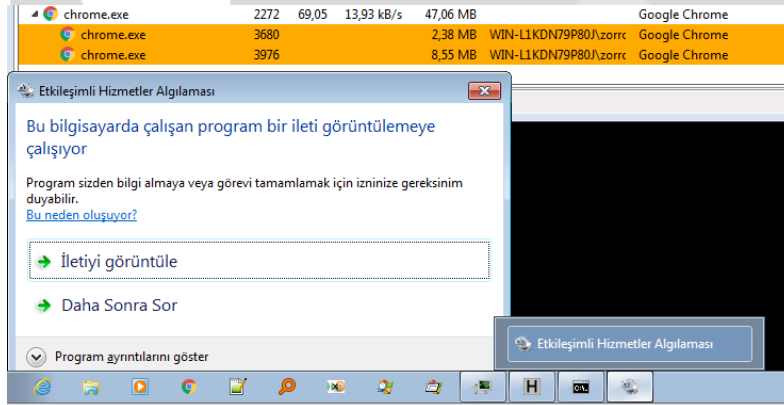 chrome.exe 2272 69,05 13,93 kB/s 47,06 MB Google Chrome
chrome.exe 3680 2,38 MB WIN-L1KDN79P80J\zorrc Google Chrome
chrome.exe 3976 8,55 MB WIN-L1KDN79P80J\zorrc Google Chrome
Etkileşimli Hizmetler Algılaması
Bu bilgisayarda çalışan program bir ileti görüntülemeye
çalışıyor
Program sizden bilgi almaya veya görevi tamamlamak için izninize gereksinim
duyabilir.
Bu neden oluşuyor?
İletiyi görüntüle
Daha Sonra Sor
Program ayrıntılarını göster
Etkileşimli Hizmetler Algılaması
H